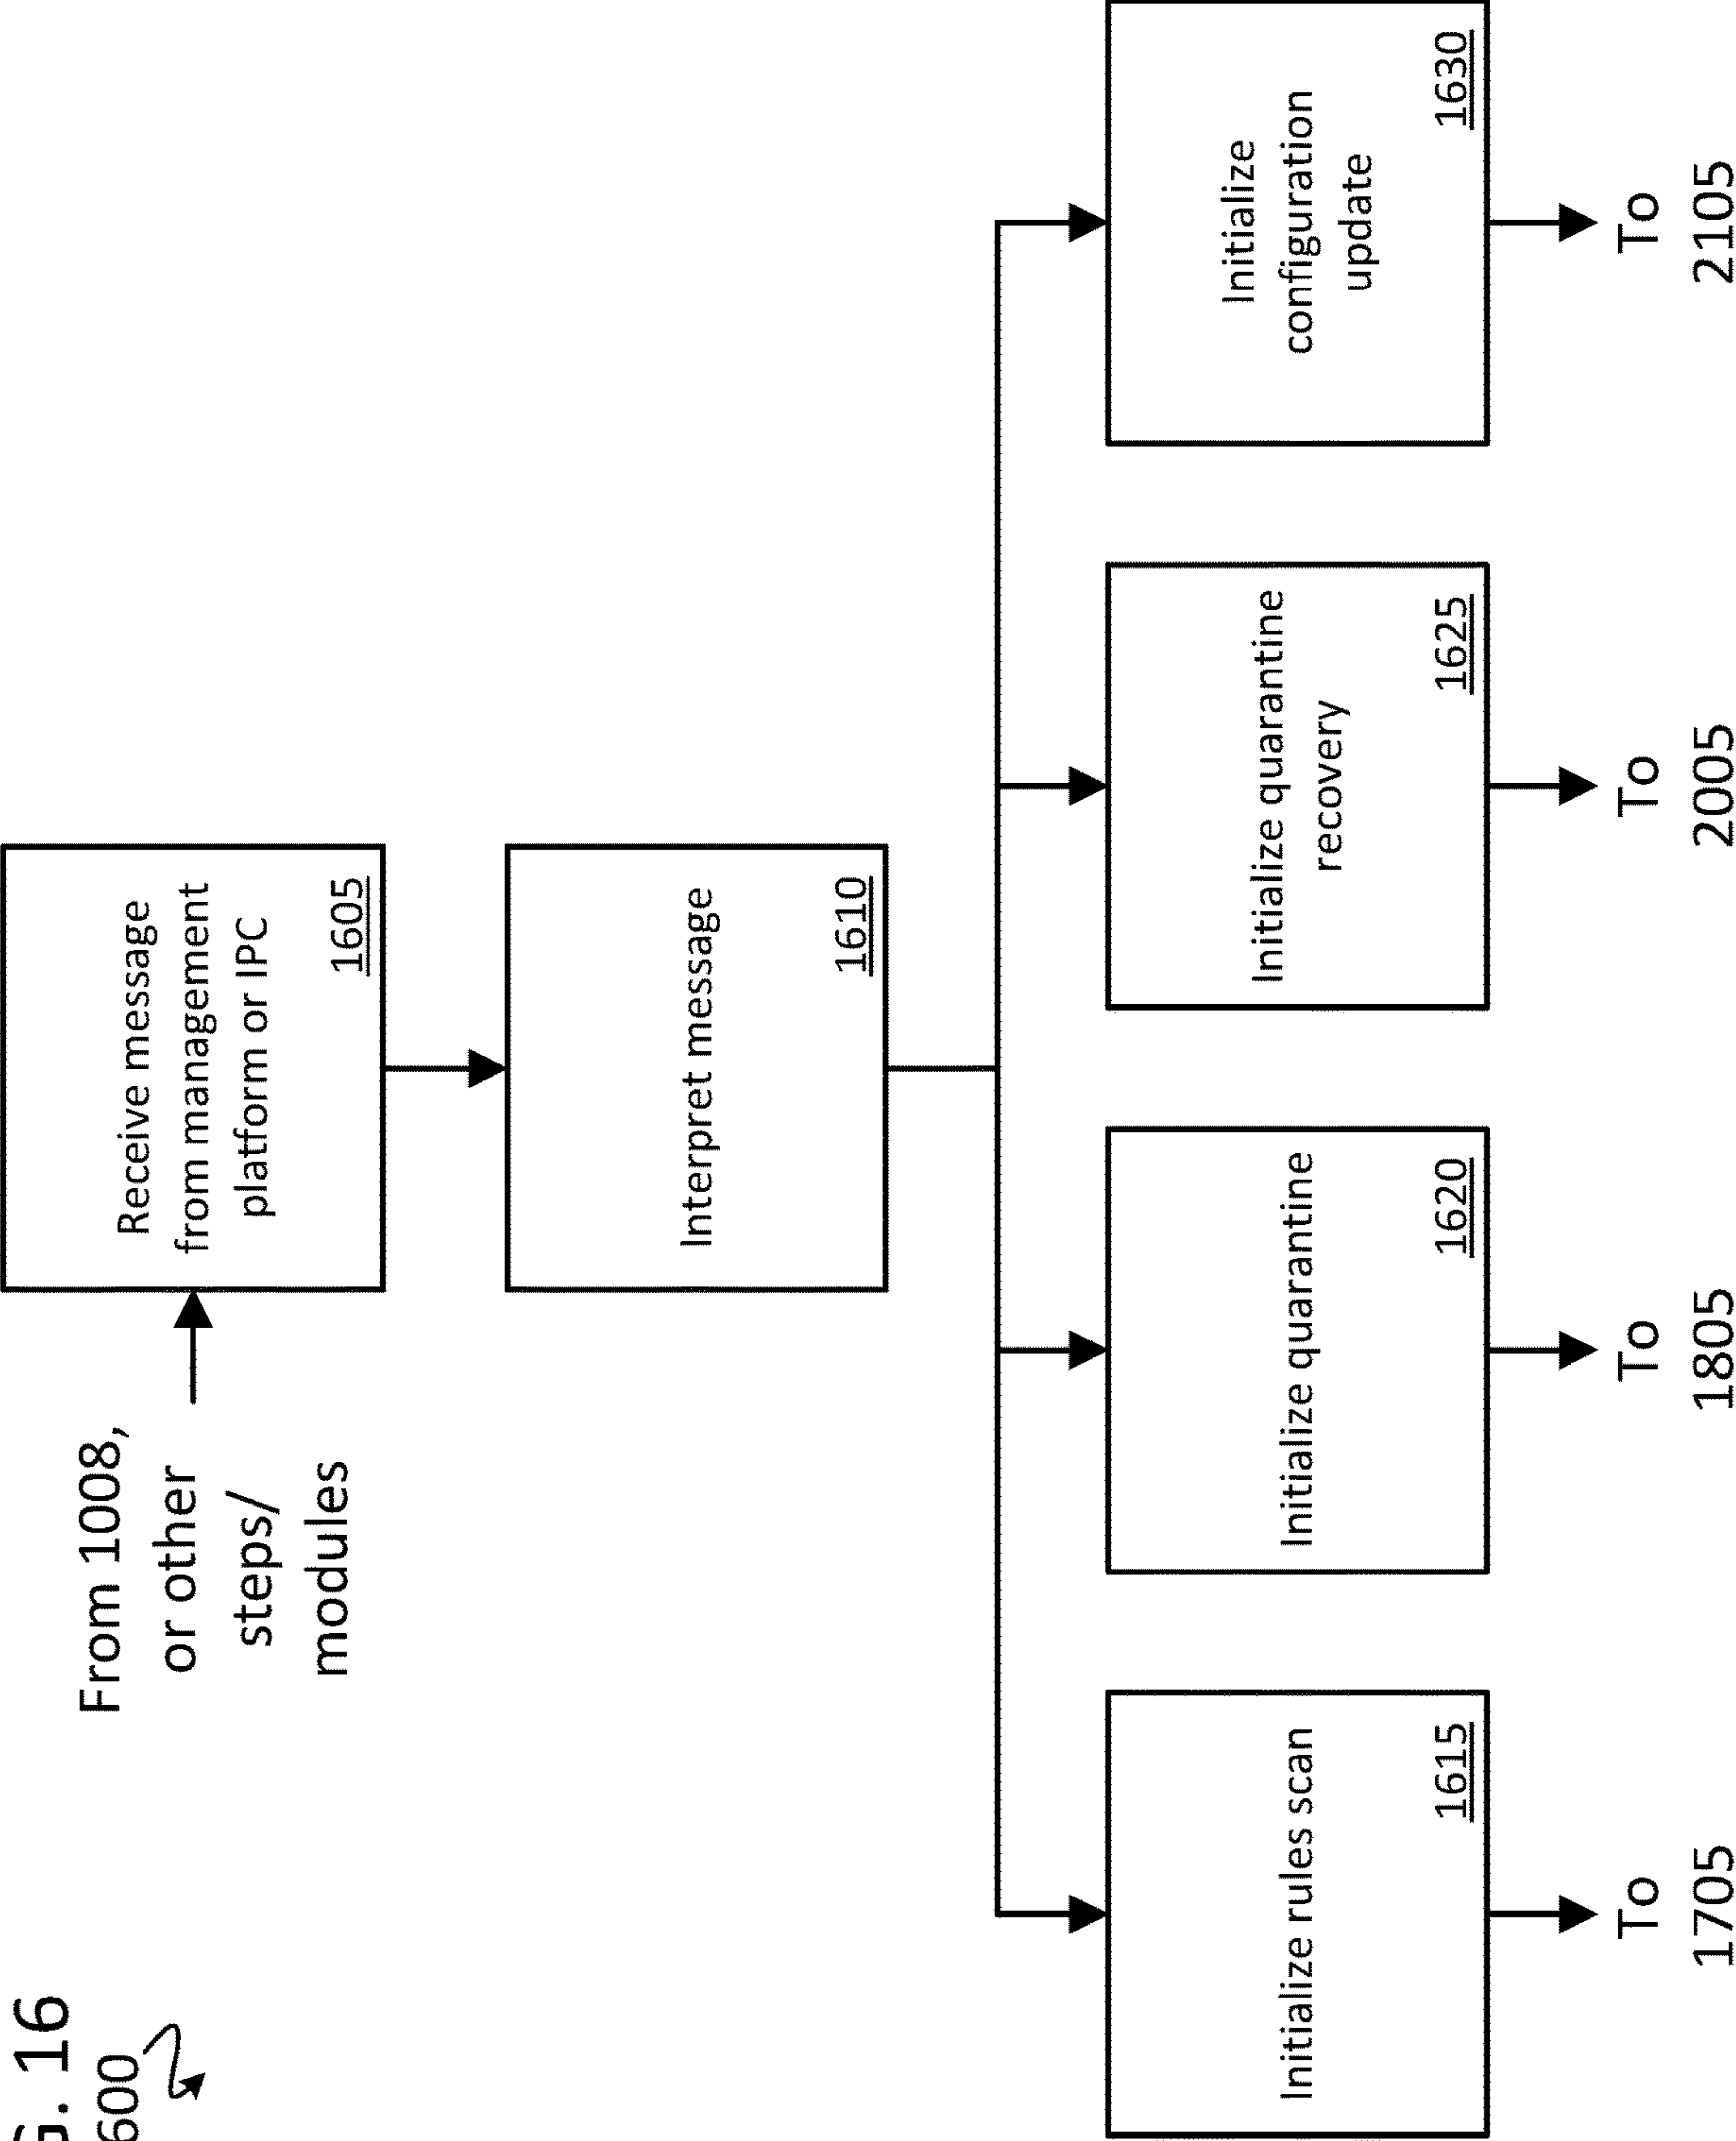 G. 16
600
From 1008,
or other
steps/
modules
Receive message
from management
platform or IPC
1605
Interpret message
1610
Initialize rules scan
1615
Initialize quarantine
1620
Initialize quarantine
recovery
1625
Initialize
configuration
update
1630
To
1705
To
1805
To
2005
To
2105